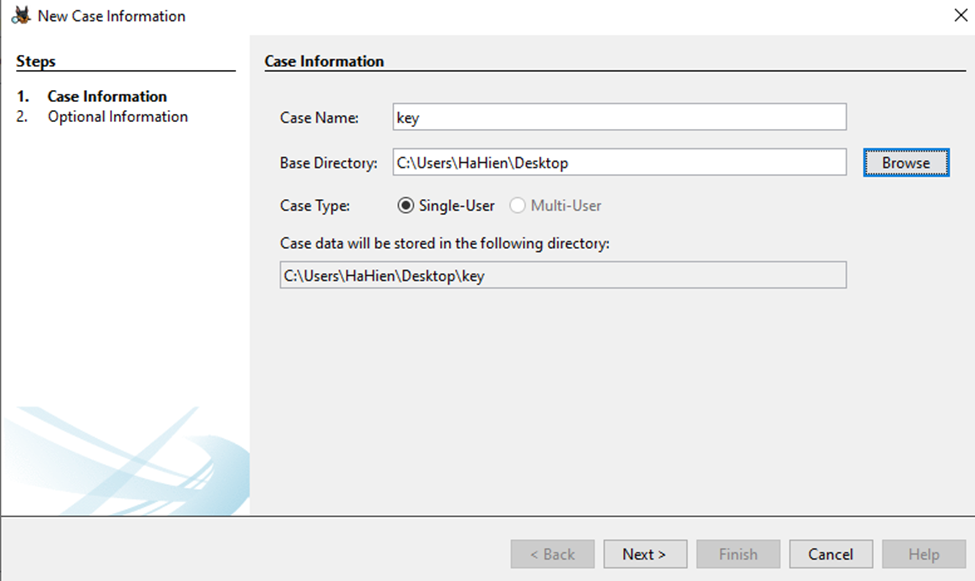 New Case Information
Steps
1. Case Information
2. Optional Information
Case Information
Case Name: key
Base Directory: C:\Users\HaHien\Desktop Browse
Case Type: Single-User Multi-User
Case data will be stored in the following directory:
C:\Users\HaHien\Desktop\key
< Back Next > Finish Cancel Help